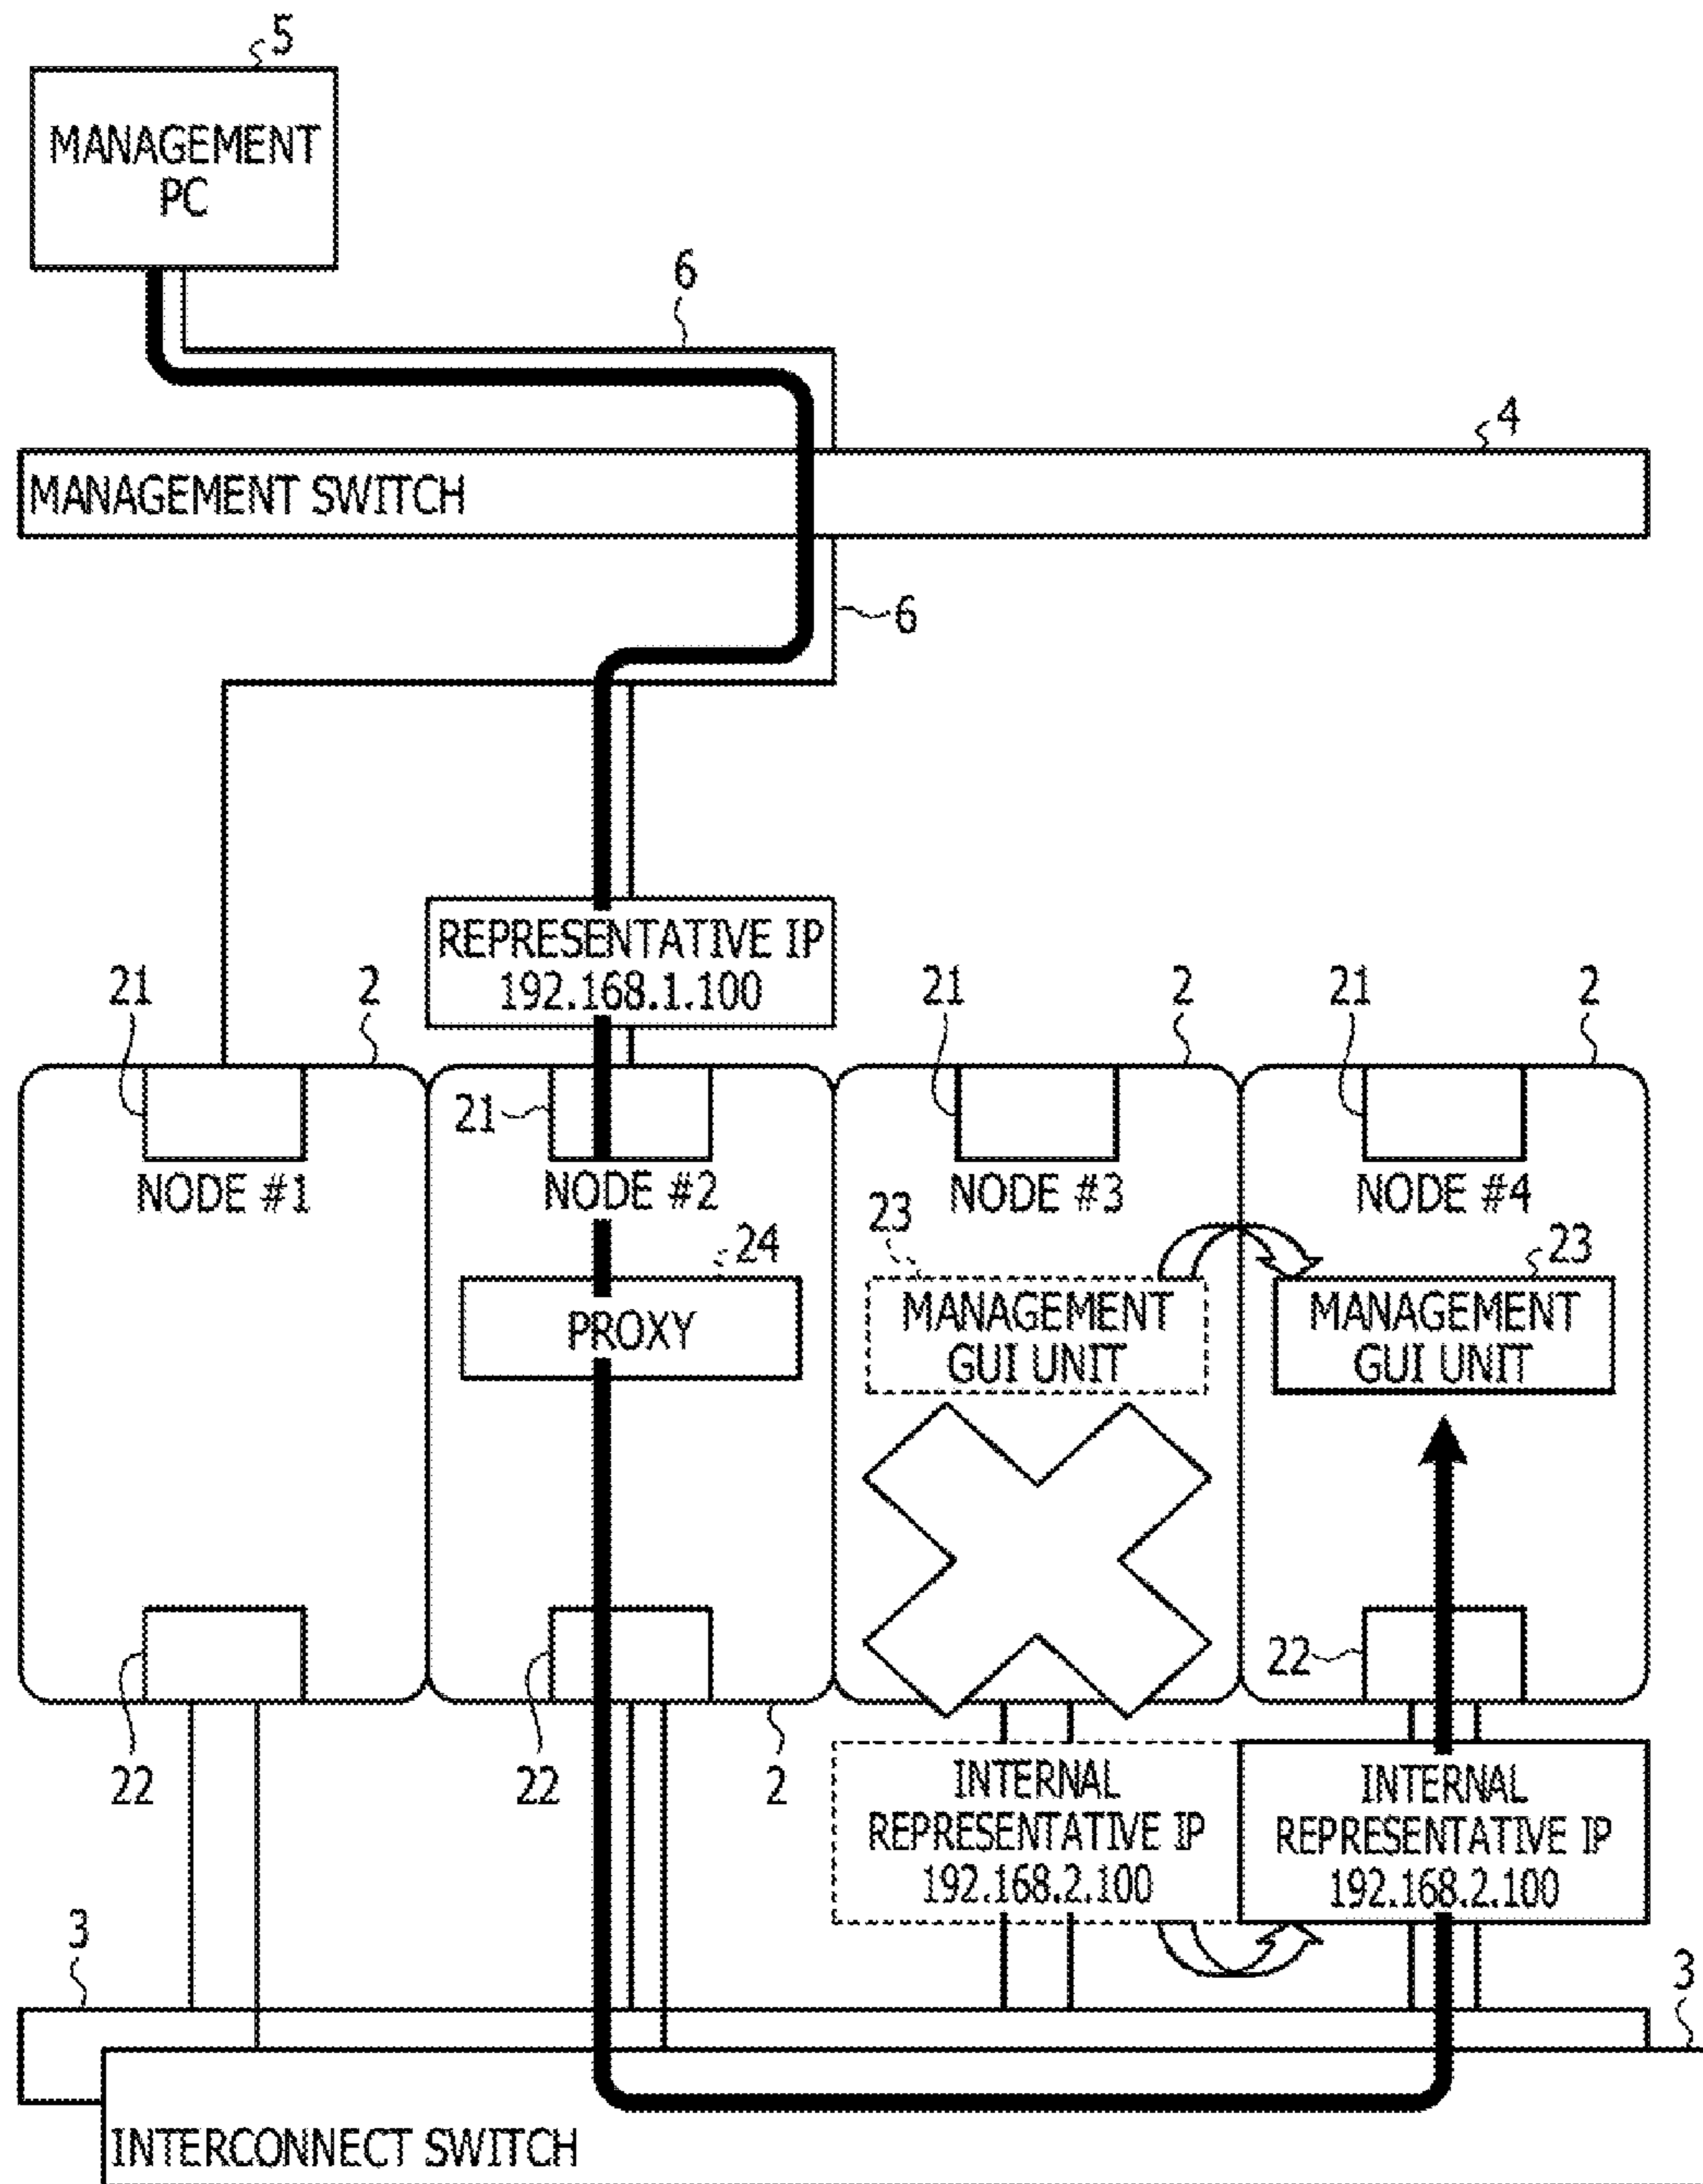 5
MANAGEMENT
PC
6
4
MANAGEMENT SWITCH
6
REPRESENTATIVE IP
192.168.1.100
21
2
21
2
21
2
21
NODE #1
NODE #2
NODE #3
NODE #4
24
23
23
PROXY
MANAGEMENT
GUI UNIT
MANAGEMENT
GUI UNIT
22
22
22
2
INTERNAL
REPRESENTATIVE IP
192.168.2.100
INTERNAL
REPRESENTATIVE IP
192.168.2.100
3
3
INTERCONNECT SWITCH